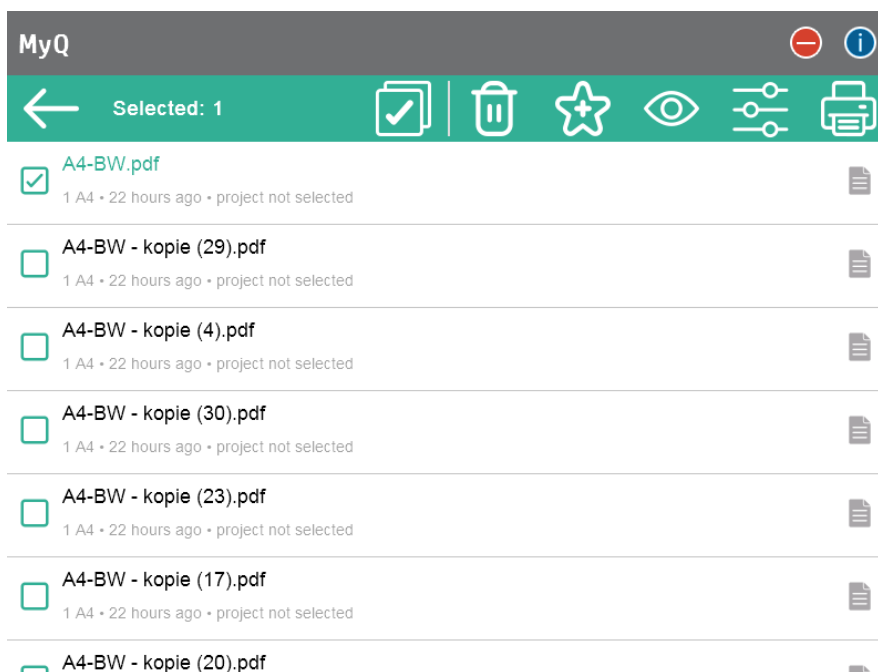 MyQ
Selected: 1
A4-BW.pdf
1 A4 • 22 hours ago • project not selected
A4-BW - kopie (29).pdf
1 A4 • 22 hours ago • project not selected
A4-BW - kopie (4).pdf
1 A4 • 22 hours ago • project not selected
A4-BW - kopie (30).pdf
1 A4 • 22 hours ago • project not selected
A4-BW - kopie (23).pdf
1 A4 • 22 hours ago • project not selected
A4-BW - kopie (17).pdf
1 A4 • 22 hours ago • project not selected
A4-BW - kopie (20).pdf